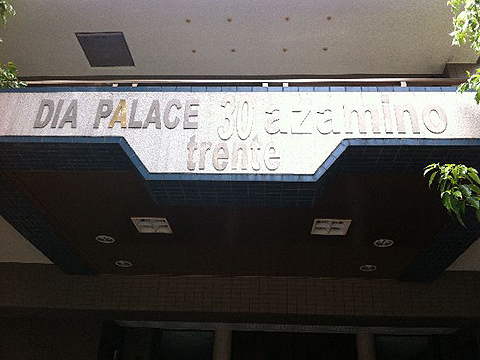 DIA PALACE 30 azamino
trente